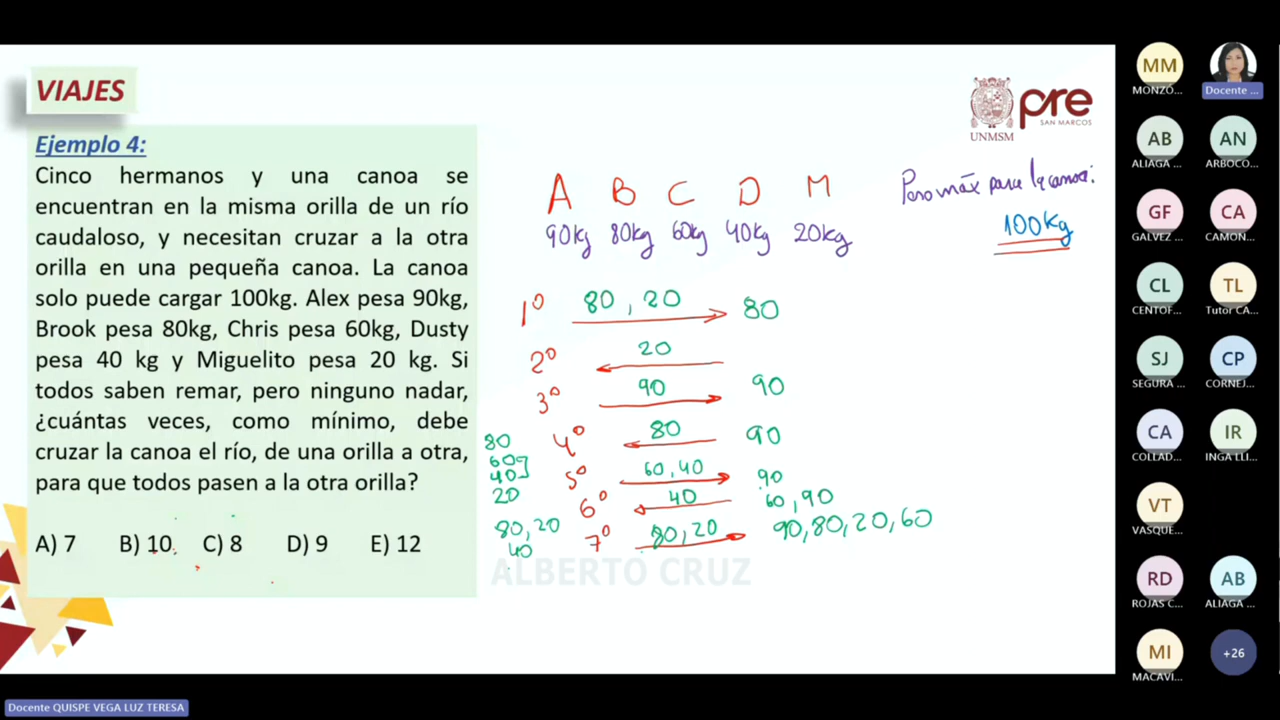 VIAJES
Ejemplo 4:
Cinco hermanos y una canoa se
encuentran en la misma orilla de un río
caudaloso, y necesitan cruzar a la otra
orilla en una pequeña canoa. La canoa
solo puede cargar 100kg. Alex pesa 90kg,
Brook pesa 80kg, Chris pesa 60kg, Dusty
pesa 40 kg y Miguelito pesa 20 kg. Si
todos saben remar, pero ninguno nadar,
¿cuántas veces, como mínimo, debe
cruzar la canoa el río, de una orilla a otra,
para que todos pasen a la otra orilla?
A) 7 B) 10 C) 8 D) 9 E) 12
UNMSM
pre
SAN MARCOS
A B C D M
90kg 80kg 60kg 40kg 20kg
Peso máx para la canoa:
100kg
1° 80, 20 80
2° 20
3° 90 90
80 4° 80 90
60
40 5° 60, 40 90
20 6° 40 60, 90
80, 20 7° 80, 20 90, 80, 20, 60
40
ALBERTO CRUZ
MM
MONZO...
Docente ...
AB
ALIAGA ...
AN
ARBOCO...
GF
GALVEZ ...
CA
CAMON...
CL
CENTOF...
TL
Tutor CA...
SJ
SEGURA ...
CP
CORNEJ...
CA
COLLAD...
IR
INGA LLI...
VT
VASQUE...
RD
ROJAS C...
AB
ALIAGA ...
MI
MACAVI...
+26
Docente QUISPE VEGA LUZ TERESA